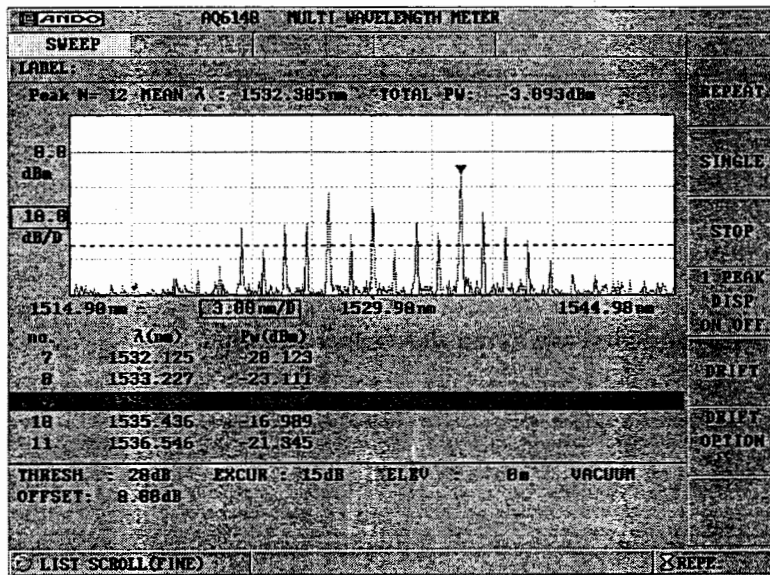 ANDO AQ6140 MULTI WAVELENGTH METER
SWEEP
LABEL:
Peak N= 12 MEAN λ : 1532.305nm TOTAL PW: -3.093dBm
REPEAT
0.0
dBm
SINGLE
10.0
dB/D
STOP
1514.90nm 3.00nm/D 1529.90nm 1544.90nm
1 PEAK
DISP
ON OFF
no. λ(nm) Pw(dBm)
7 1532.125 -20.123
8 1533.227 -23.111
DRIFT
10 1535.436 -16.989
11 1536.546 -21.345
DRIFT
OPTION
THRESH : 20dB EXCUR : 15dB ELEV : 0m VACUUM
OFFSET: 0.00dB
LIST SCROLL(FINE) REPE